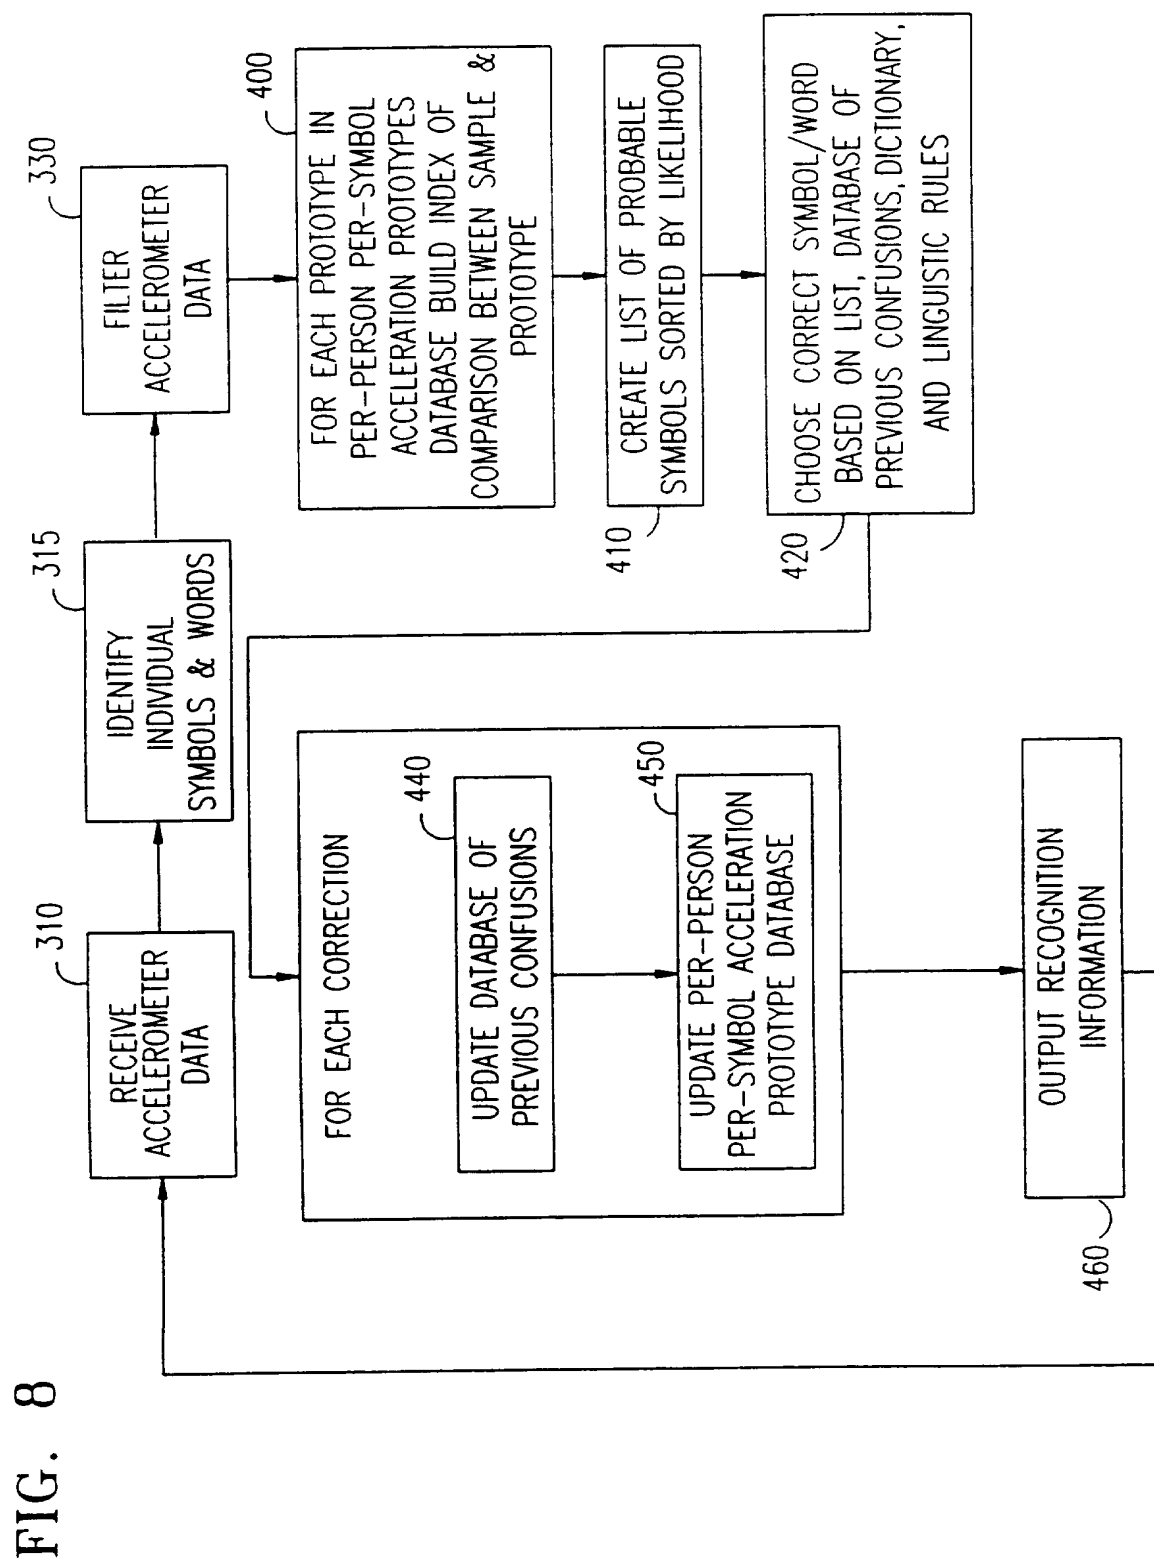 FIG. 8
310
RECEIVE
ACCELEROMETER
DATA
315
IDENTIFY
INDIVIDUAL
SYMBOLS & WORDS
330
FILTER
ACCELEROMETER
DATA
400
FOR EACH PROTOTYPE IN
PER-PERSON PER-SYMBOL
ACCELERATION PROTOTYPES
DATABASE BUILD INDEX OF
COMPARISON BETWEEN SAMPLE &
PROTOTYPE
410
CREATE LIST OF PROBABLE
SYMBOLS SORTED BY LIKELIHOOD
420
CHOOSE CORRECT SYMBOL/WORD
BASED ON LIST, DATABASE OF
PREVIOUS CONFUSIONS, DICTIONARY,
AND LINGUISTIC RULES
FOR EACH CORRECTION
440
UPDATE DATABASE OF
PREVIOUS CONFUSIONS
450
UPDATE PER-PERSON
PER-SYMBOL ACCELERATION
PROTOTYPE DATABASE
460
OUTPUT RECOGNITION
INFORMATION